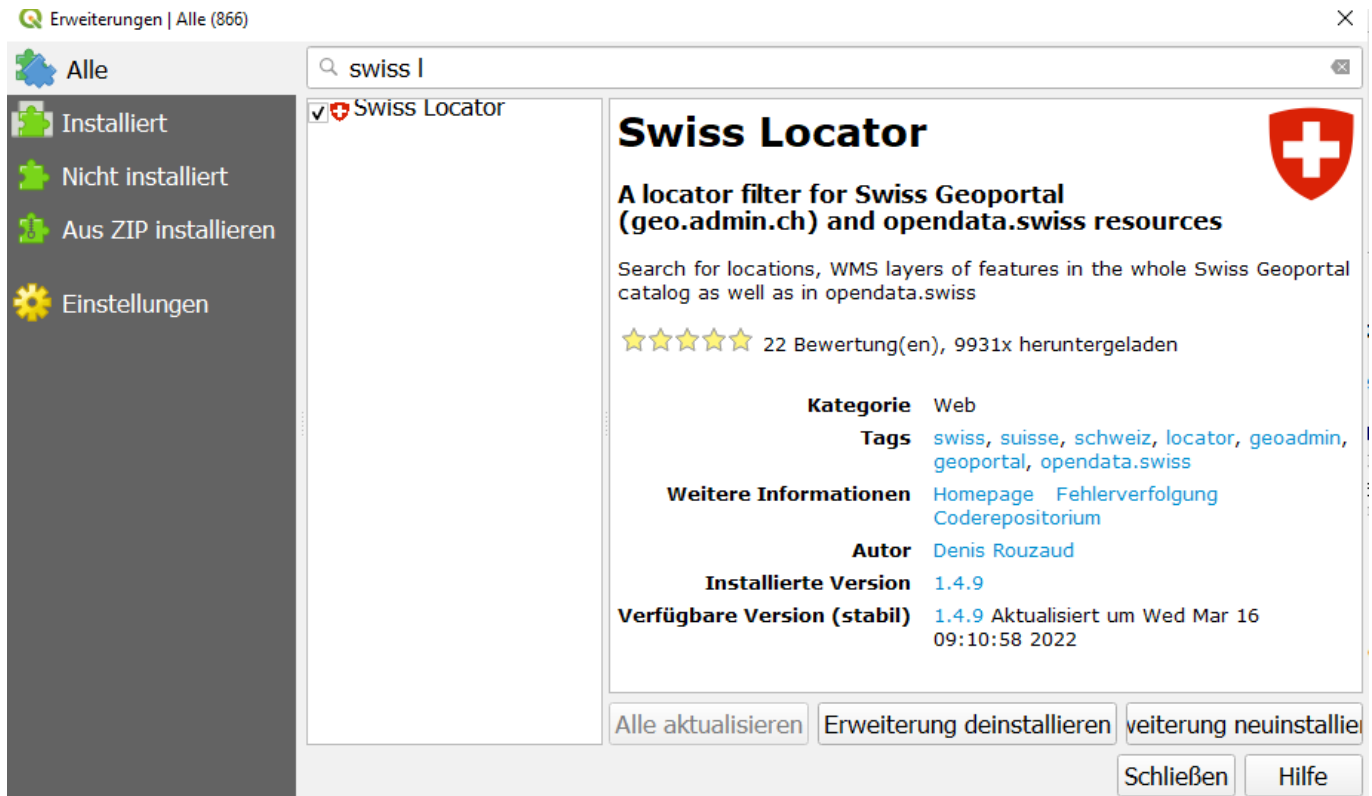 Erweiterungen | Alle (866)
Alle
swiss l
Installiert
Nicht installiert
Aus ZIP installieren
Einstellungen
Swiss Locator
Swiss Locator
A locator filter for Swiss Geoportal
(geo.admin.ch) and opendata.swiss resources
Search for locations, WMS layers of features in the whole Swiss Geoportal
catalog as well as in opendata.swiss
22 Bewertung(en), 9931x heruntergeladen
Kategorie Web
Tags swiss, suisse, schweiz, locator, geoadmin,
geoportal, opendata.swiss
Weitere Informationen Homepage Fehlerverfolgung
Coderepositorium
Autor Denis Rouzaud
Installierte Version 1.4.9
Verfügbare Version (stabil) 1.4.9 Aktualisiert um Wed Mar 16
09:10:58 2022
Alle aktualisieren Erweiterung deinstallieren weiterung neuinstallier
Schließen Hilfe